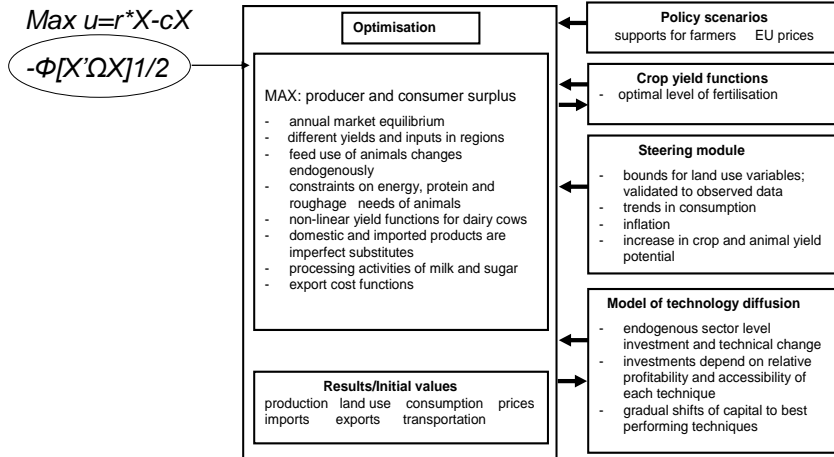 Max u=r*X-cX
-Φ[X’ΩX]1/2
Optimisation
MAX: producer and consumer surplus
- annual market equilibrium
- different yields and inputs in regions
- feed use of animals changes
endogenously
- constraints on energy, protein and
roughage needs of animals
- non-linear yield functions for dairy cows
- domestic and imported products are
imperfect substitutes
- processing activities of milk and sugar
- export cost functions
Results/Initial values
production land use consumption prices
imports exports transportation
Policy scenarios
supports for farmers EU prices
Crop yield functions
- optimal level of fertilisation
Steering module
- bounds for land use variables;
validated to observed data
- trends in consumption
- inflation
- increase in crop and animal yield
potential
Model of technology diffusion
- endogenous sector level
investment and technical change
- investments depend on relative
profitability and accessibility of
each technique
- gradual shifts of capital to best
performing techniques